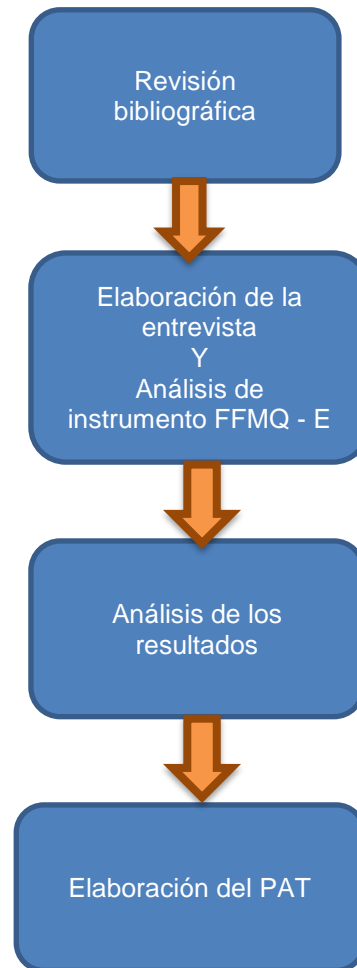 Revisión
bibliográfica
Elaboración de la
entrevista
Y
Análisis de
instrumento FFMQ - E
Análisis de los
resultados
Elaboración del PAT